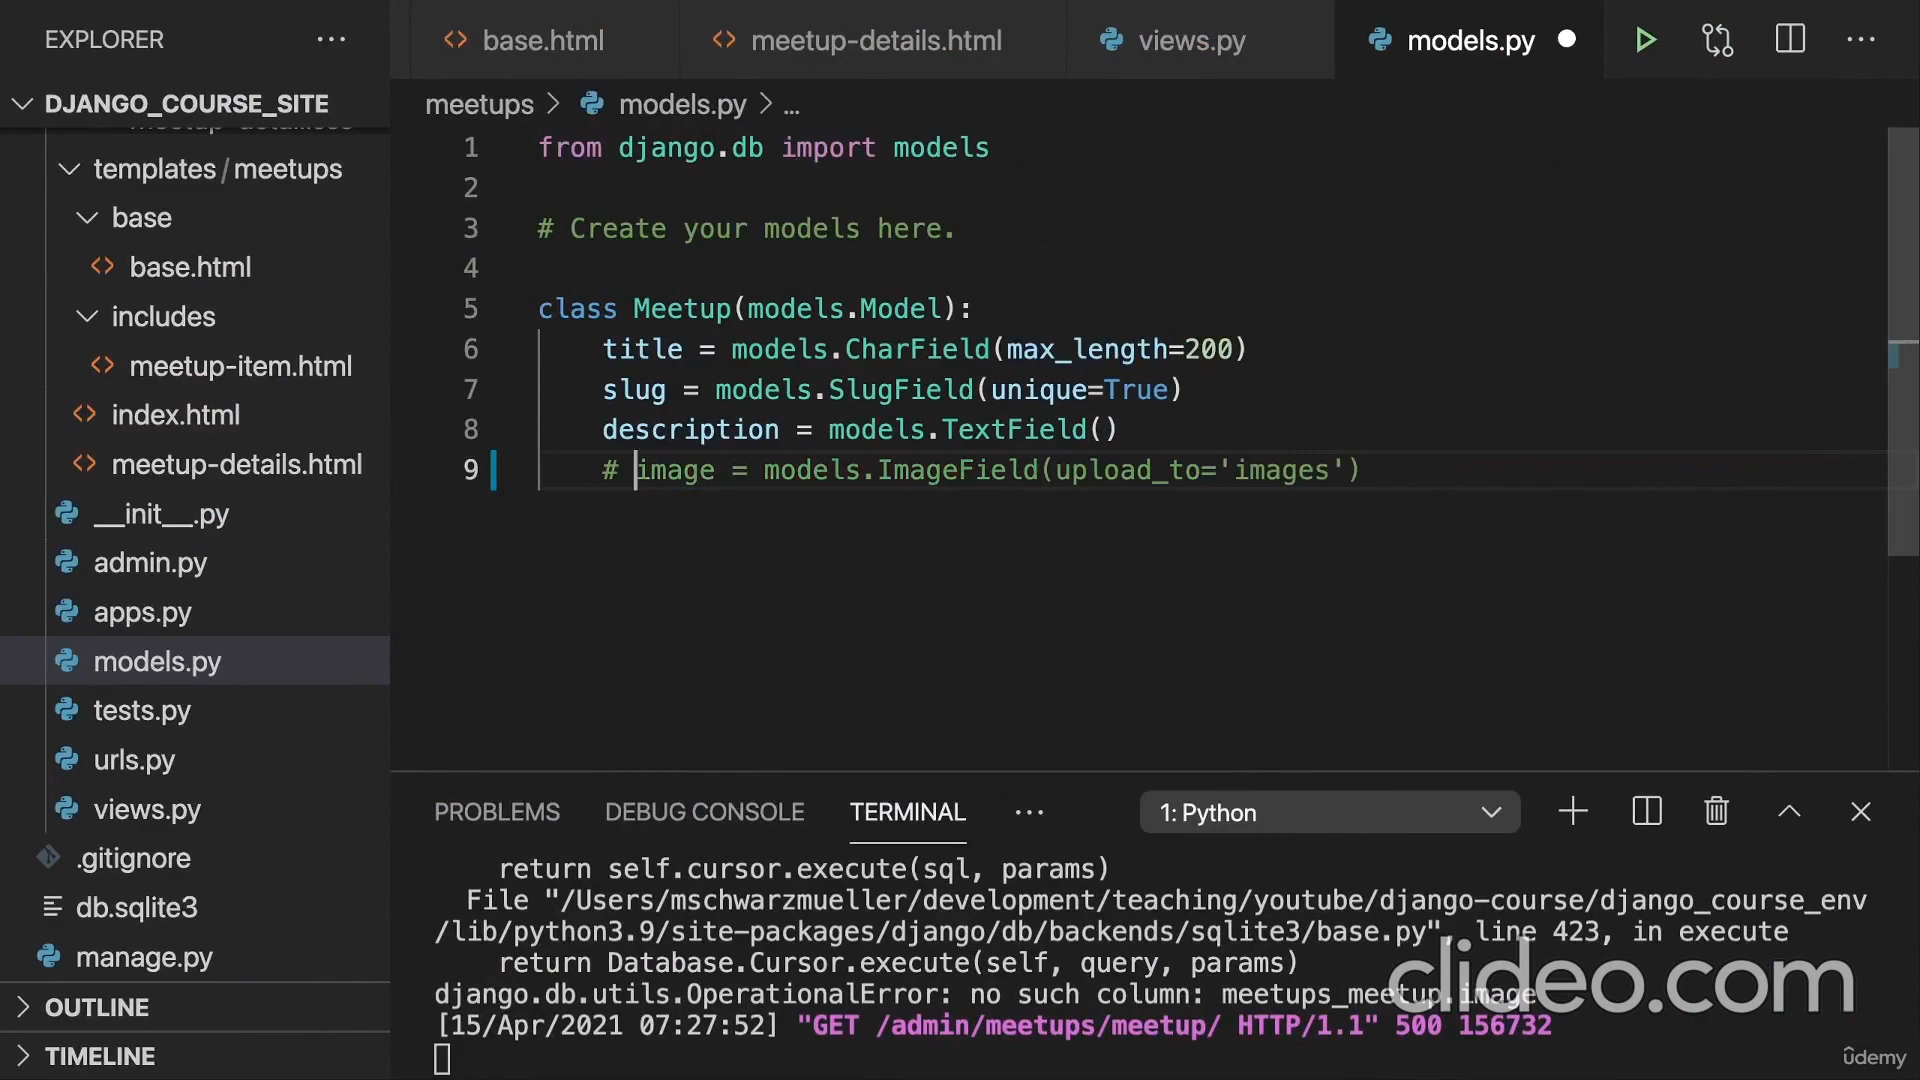 EXPLORER
base.html
meetup-details.html
views.py
models.py
DJANGO_COURSE_SITE
meetups > models.py > ...
templates/meetups
base
base.html
includes
meetup-item.html
index.html
meetup-details.html
__init__.py
admin.py
apps.py
models.py
tests.py
urls.py
views.py
.gitignore
db.sqlite3
manage.py
OUTLINE
TIMELINE
1 from django.db import models
2
3 # Create your models here.
4
5 class Meetup(models.Model):
6 title = models.CharField(max_length=200)
7 slug = models.SlugField(unique=True)
8 description = models.TextField()
9 # image = models.ImageField(upload_to='images')
PROBLEMS DEBUG CONSOLE TERMINAL ... 1: Python
return self.cursor.execute(sql, params)
File "/Users/mschwarzmueller/development/teaching/youtube/django-course/django_course_env
/lib/python3.9/site-packages/django/db/backends/sqlite3/base.py", line 423, in execute
return Database.Cursor.execute(self, query, params)
django.db.utils.OperationalError: no such column: meetups_meetup.image
[15/Apr/2021 07:27:52] "GET /admin/meetups/meetup/ HTTP/1.1" 500 156732
clideo.com
ûdemy